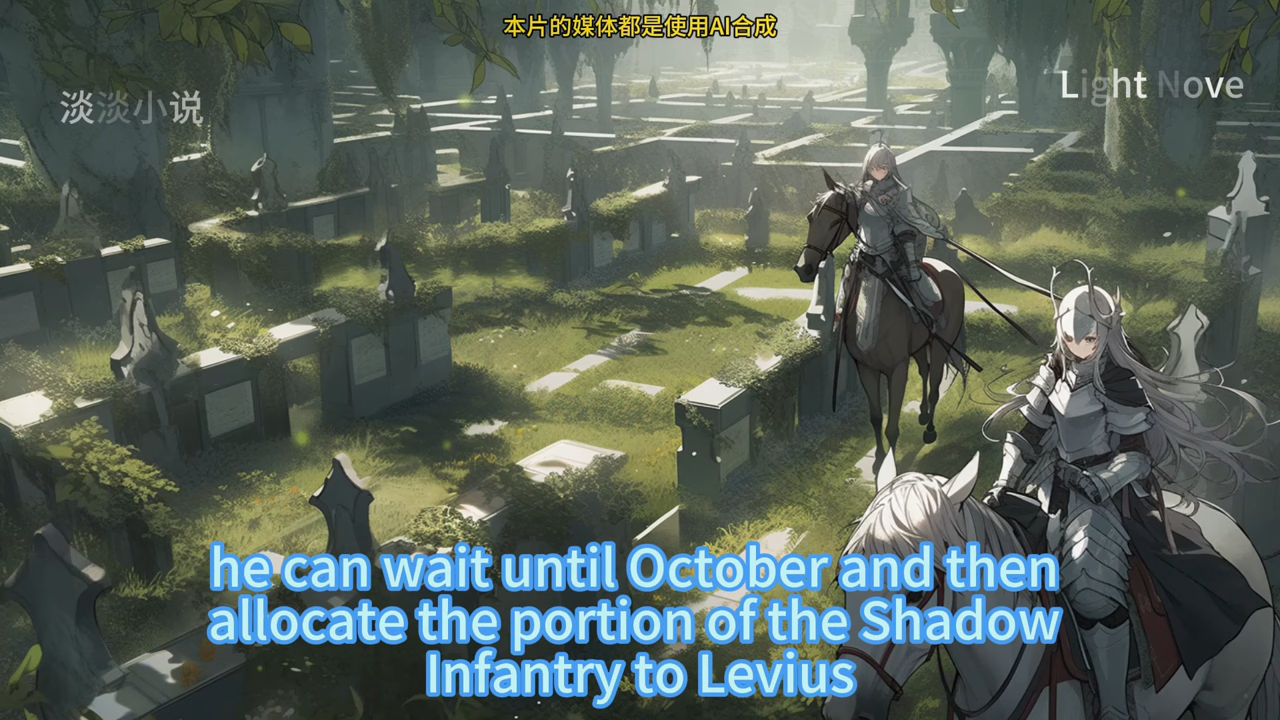 本片的媒体都是使用AI合成
淡淡小说
Light Nove
he can wait until October and then
allocate the portion of the Shadow
Infantry to Levius